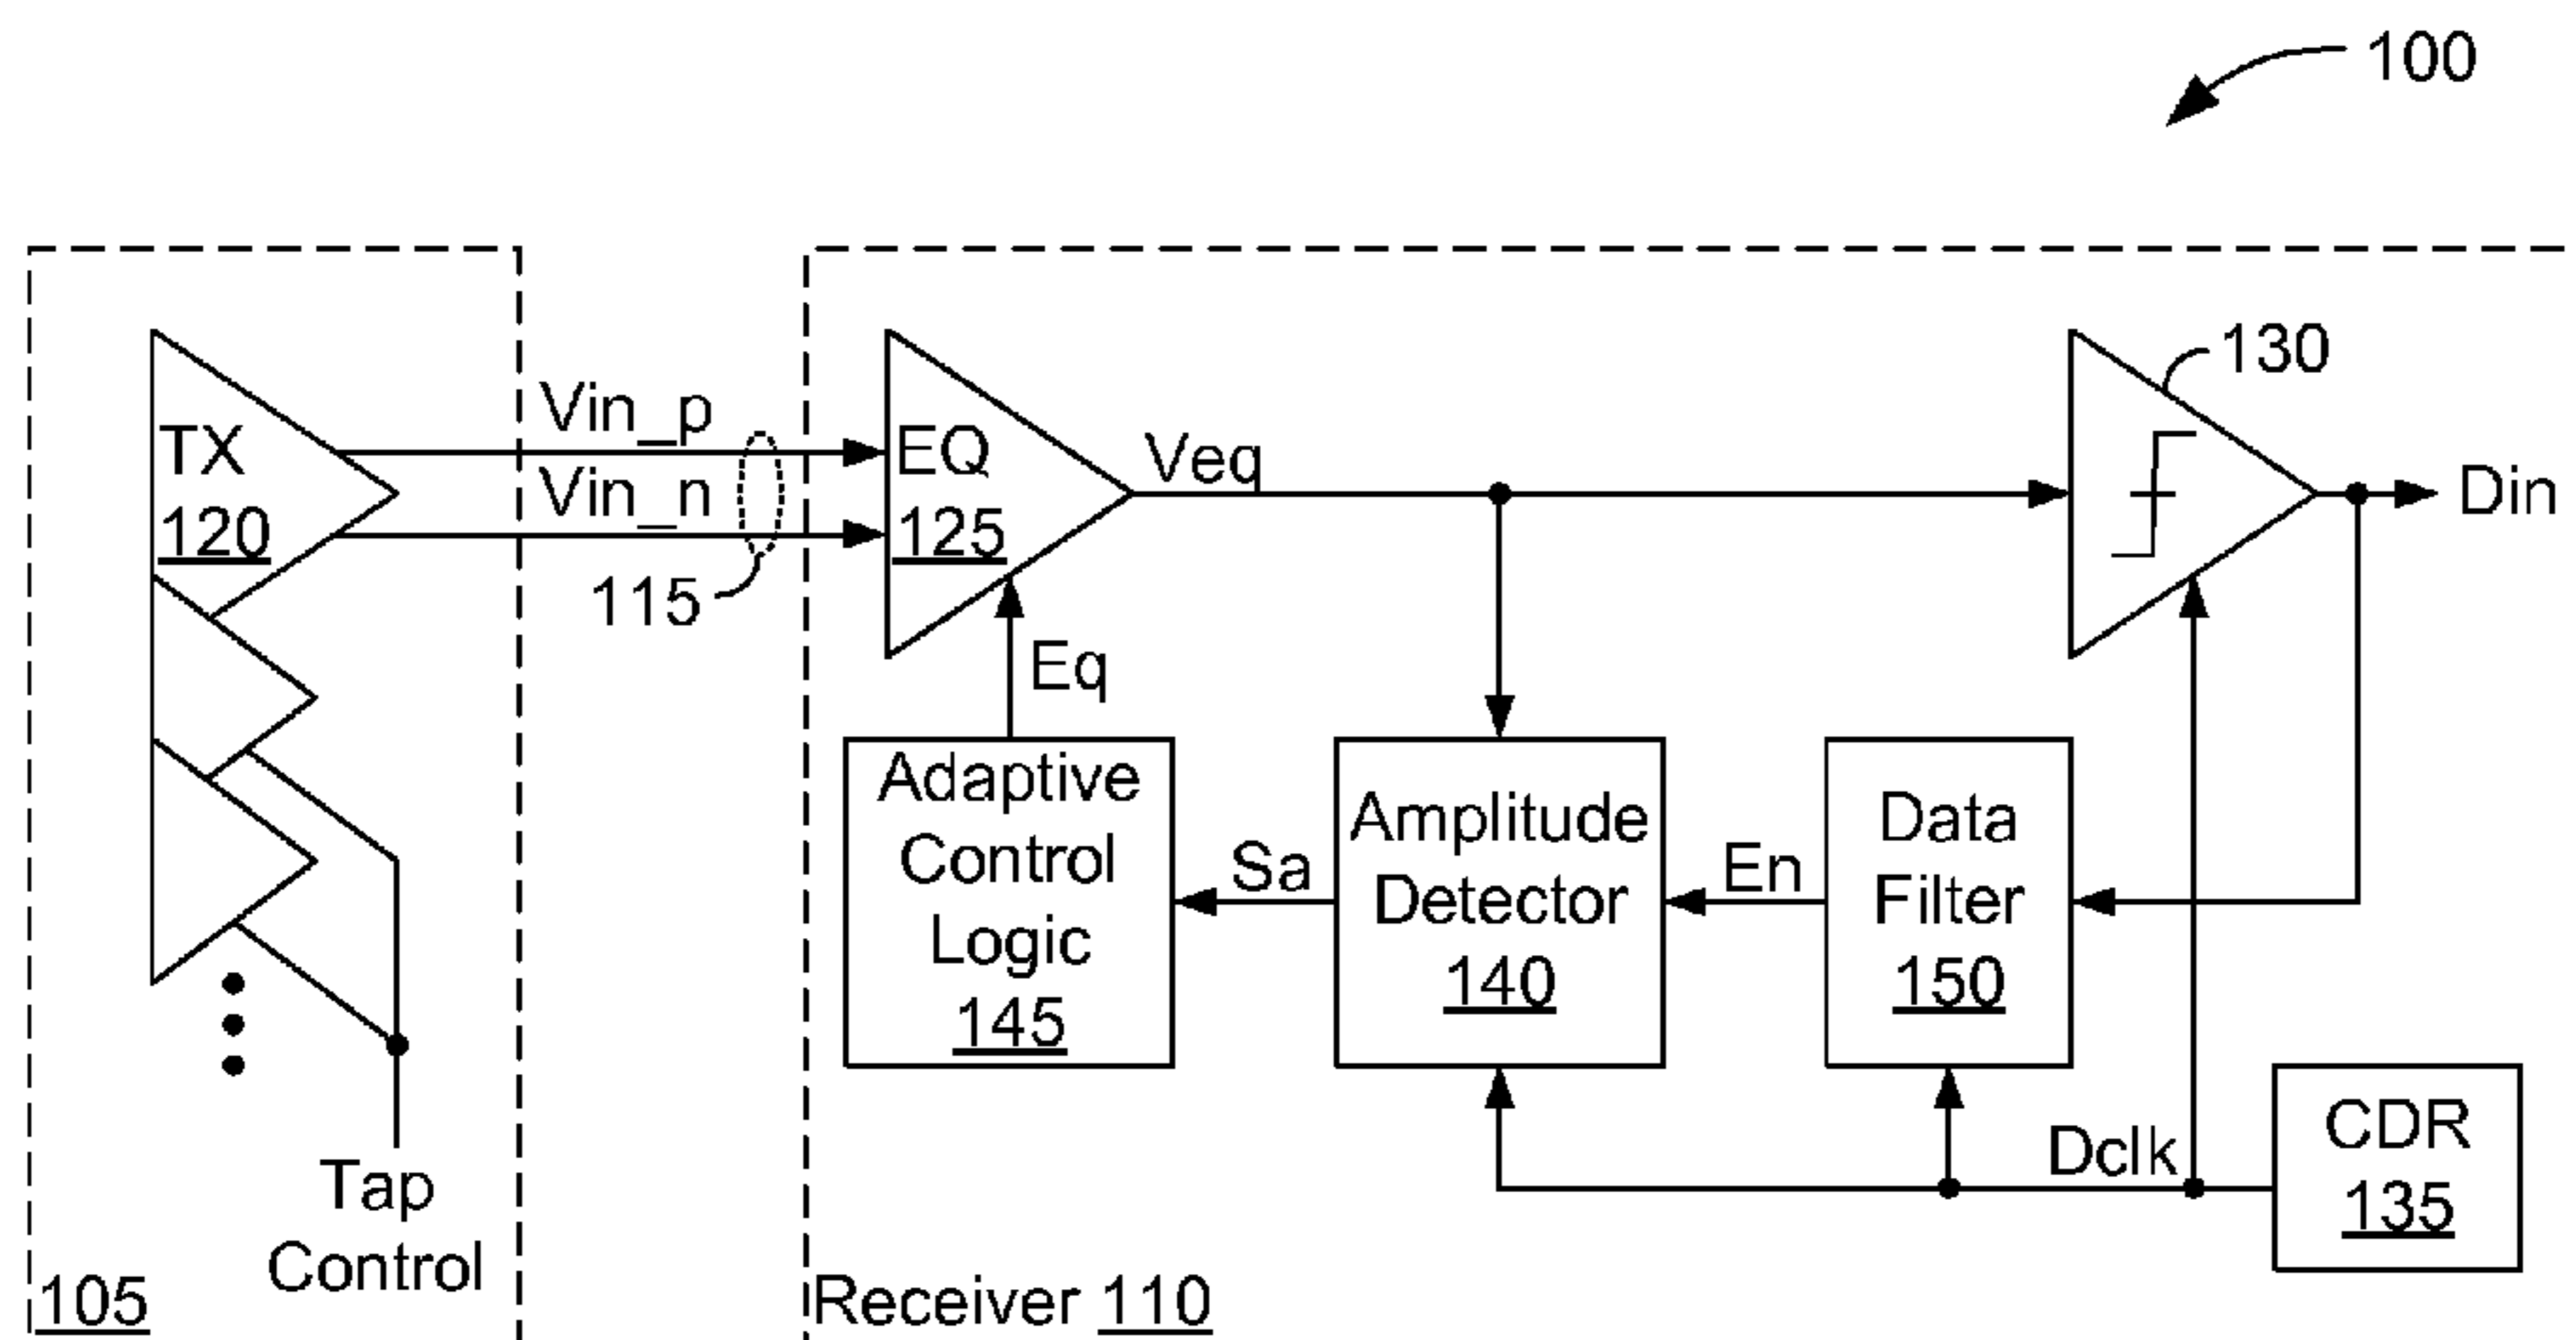 100
130
Vin_p
TX
EQ
Veq
Din
Vin_n
120
125
115
Eq
Adaptive
Control
Logic
145
Sa
Amplitude
Detector
140
En
Data
Filter
150
Dclk
CDR
135
Tap
Control
105
Receiver 110